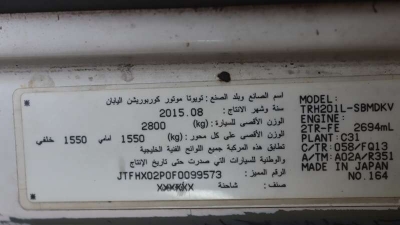 اسم الصانع وبلد الصنع : تويوتا موتور كوربوريشن اليابان
سنة وشهر الانتاج : 2015.08
الوزن الأقصى للسيارة (كغ) : 2800
الوزن الأقصى على كل محور (كغ) : 1550 امامي 1550 خلفي
تطابق هذه المركبة جميع اللوائح الفنية الخليجية
والوطنية للسيارات التي صدرت حتى تاريخ الإنتاج
الرقم المميز : JTFHX02P0F0099573
صنف : شاحنة XXXXXX
MODEL:
TRH201L-SBMDKV
ENGINE:
2TR-FE 2694mL
PLANT: C31
C/TR: 058/FQ13
A/TM: A02A/R351
MADE IN JAPAN
NO.164